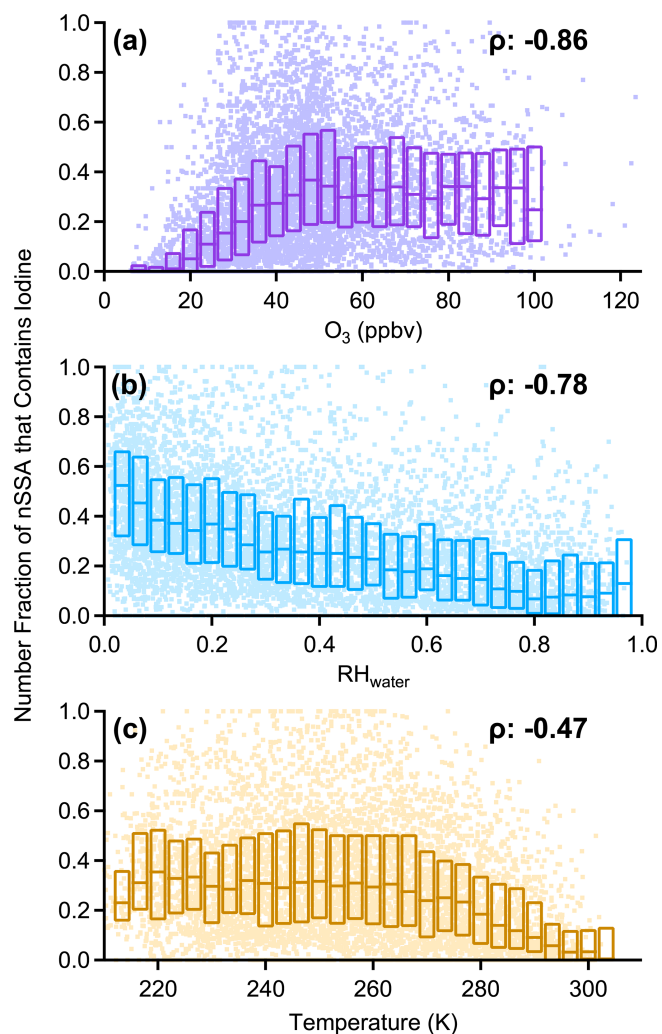 Number Fraction of nSSA that Contains Iodine
(a)
ρ: -0.86
1.0
0.8
0.6
0.4
0.2
0.0
0 20 40 60 80 100 120
O₃ (ppbv)
(b)
ρ: -0.78
1.0
0.8
0.6
0.4
0.2
0.0
0.0 0.2 0.4 0.6 0.8 1.0
RHwater
(c)
ρ: -0.47
1.0
0.8
0.6
0.4
0.2
0.0
220 240 260 280 300
Temperature (K)